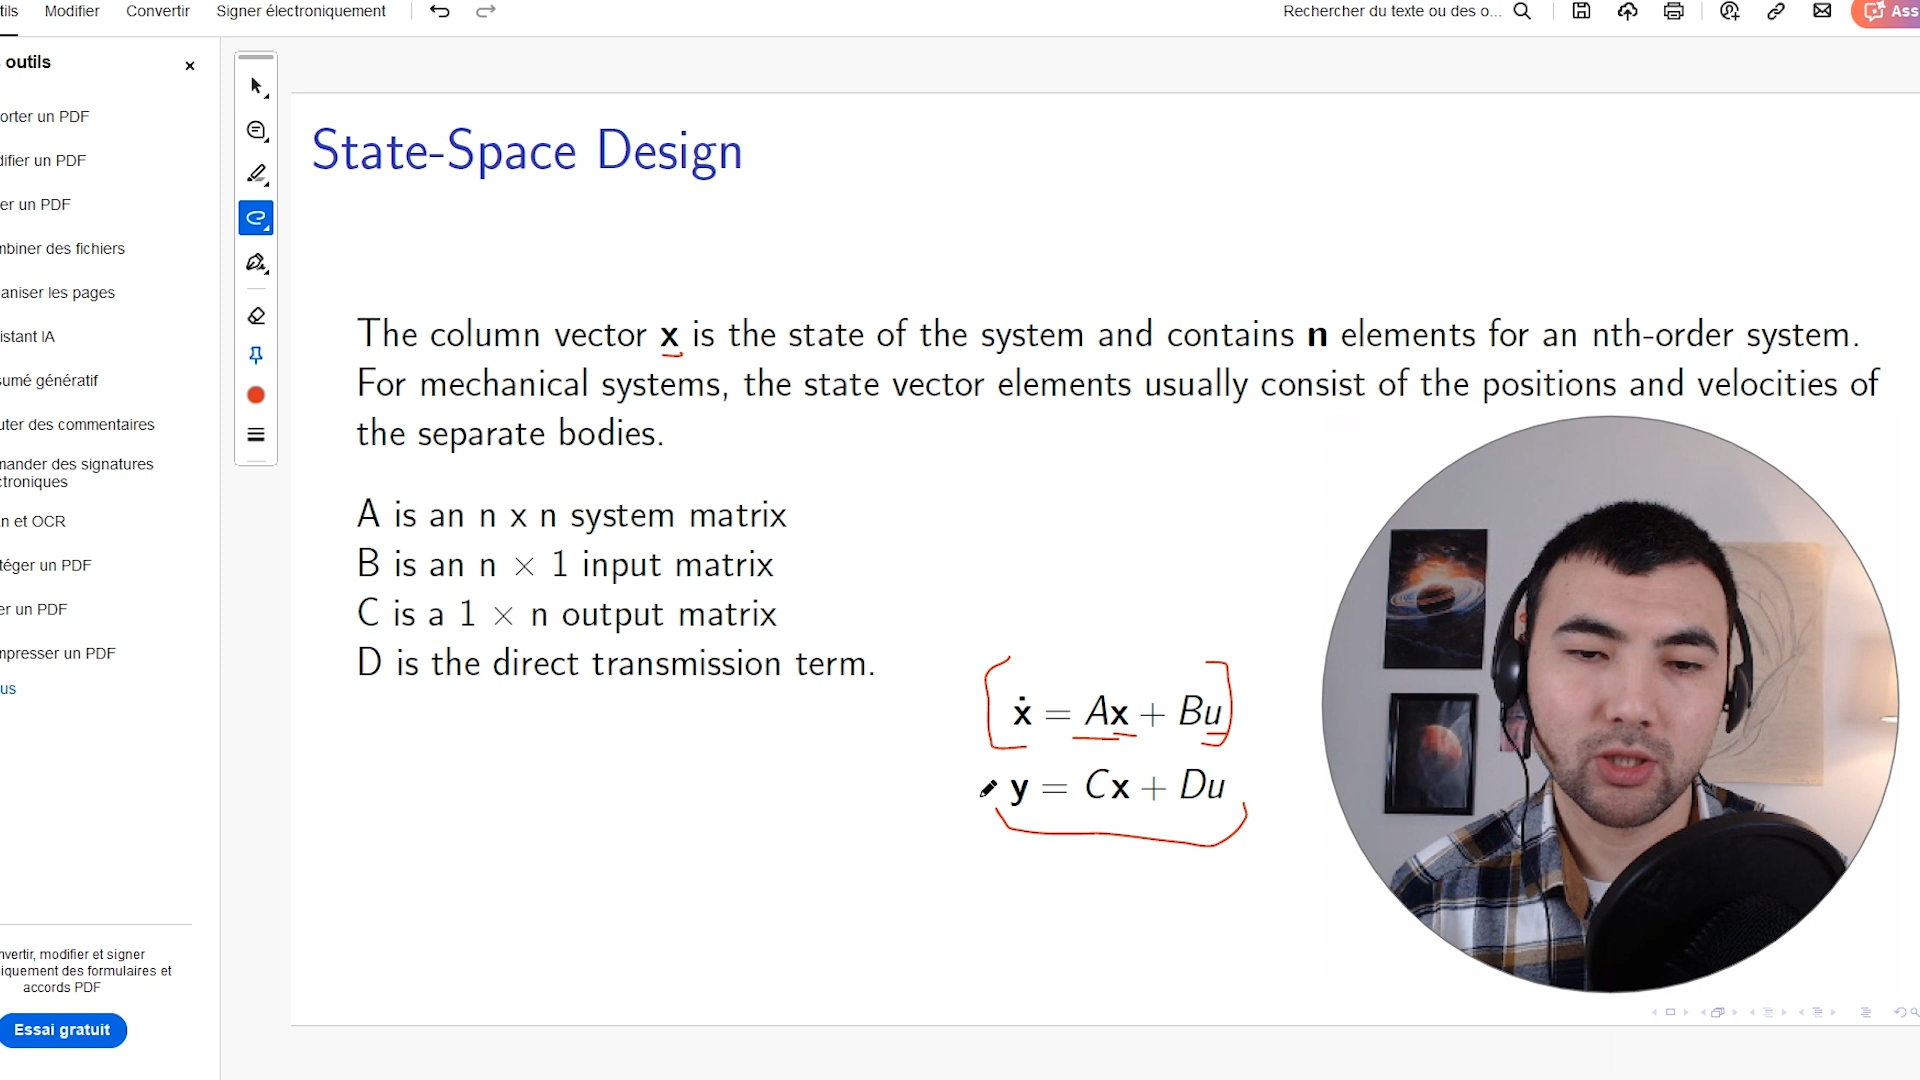 tils Modifier Convertir Signer électroniquement Rechercher du texte ou des o... Ass
outils
orter un PDF
difier un PDF
er un PDF
mbiner des fichiers
aniser les pages
istant IA
sumé génératif
uter des commentaires
mander des signatures
ctroniques
n et OCR
téger un PDF
er un PDF
mpresser un PDF
us
nvertir, modifier et signer
iquement des formulaires et
accords PDF
Essai gratuit
State-Space Design
The column vector x is the state of the system and contains n elements for an nth-order system.
For mechanical systems, the state vector elements usually consist of the positions and velocities of
the separate bodies.
A is an n x n system matrix
B is an n × 1 input matrix
C is a 1 × n output matrix
D is the direct transmission term.
ẋ = Ax + Bu
y = Cx + Du